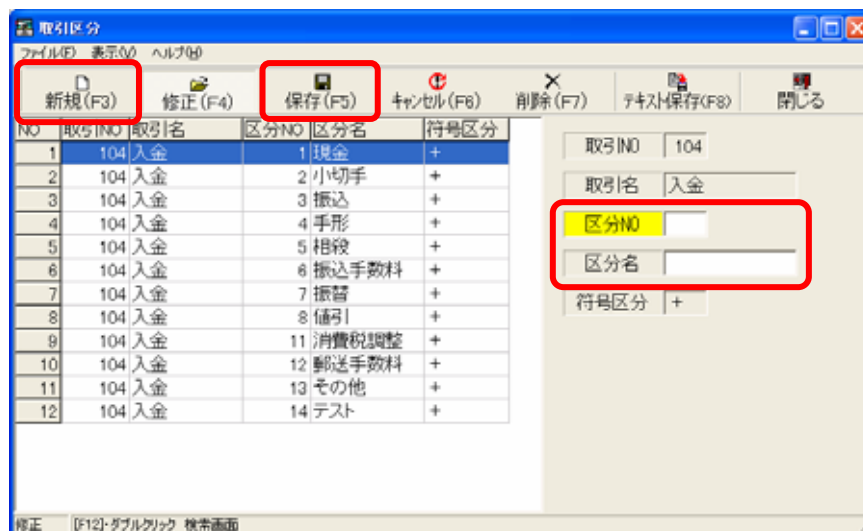 取引区分
ファイル(F) 表示(V) ヘルプ(H)
新規(F3) 修正(F4) 保存(F5) キャンセル(F6) 削除(F7) テキスト保存(F8) 閉じる
NO 取引NO 取引名 区分NO 区分名 符号区分
1 104 入金 1 現金 +
2 104 入金 2 小切手 +
3 104 入金 3 振込 +
4 104 入金 4 手形 +
5 104 入金 5 相殺 +
6 104 入金 6 振込手数料 +
7 104 入金 7 振替 +
8 104 入金 8 値引 +
9 104 入金 11 消費税調整 +
10 104 入金 12 郵送手数料 +
11 104 入金 13 その他 +
12 104 入金 14 テスト +
取引NO 104
取引名 入金
区分NO
区分名
符号区分 +
修正 [F12]・ダブルクリック 検索画面